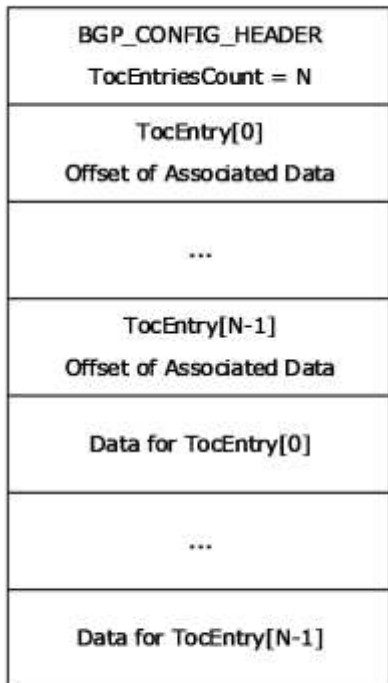 BGP_CONFIG_HEADER
TocEntriesCount = N
TocEntry[0]
Offset of Associated Data
...
TocEntry[N-1]
Offset of Associated Data
Data for TocEntry[0]
...
Data for TocEntry[N-1]